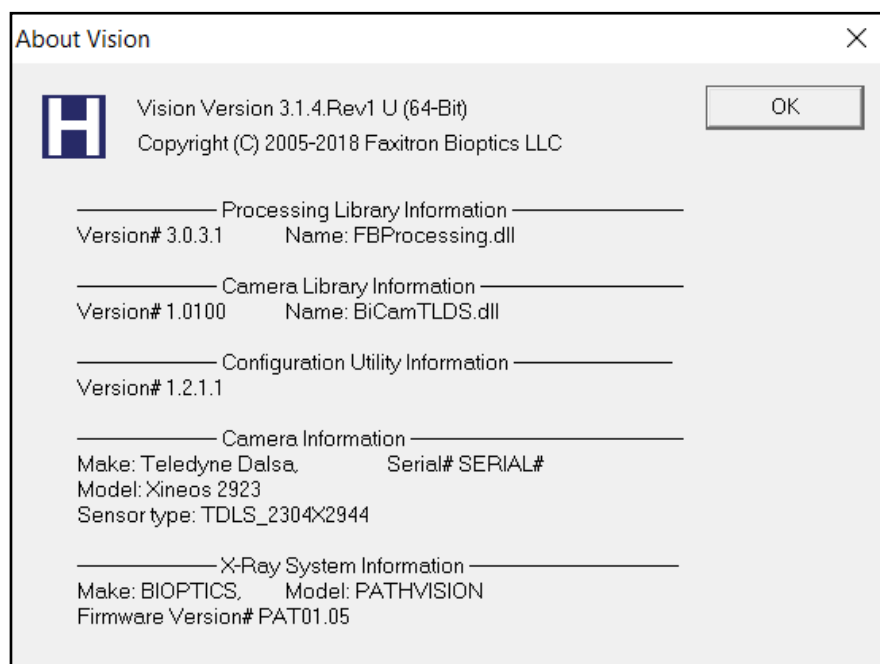 About Vision
H
Vision Version 3.1.4.Rev1 U (64-Bit)
OK
Copyright (C) 2005-2018 Faxitron Bioptics LLC
Processing Library Information
Version# 3.0.3.1 Name: FBProcessing.dll
Camera Library Information
Version# 1.0100 Name: BiCamTLDS.dll
Configuration Utility Information
Version# 1.2.1.1
Camera Information
Make: Teledyne Dalsa, Serial# SERIAL#
Model: Xineos 2923
Sensor type: TDLS_2304X2944
X-Ray System Information
Make: BIOPTICS, Model: PATHVISION
Firmware Version# PAT01.05